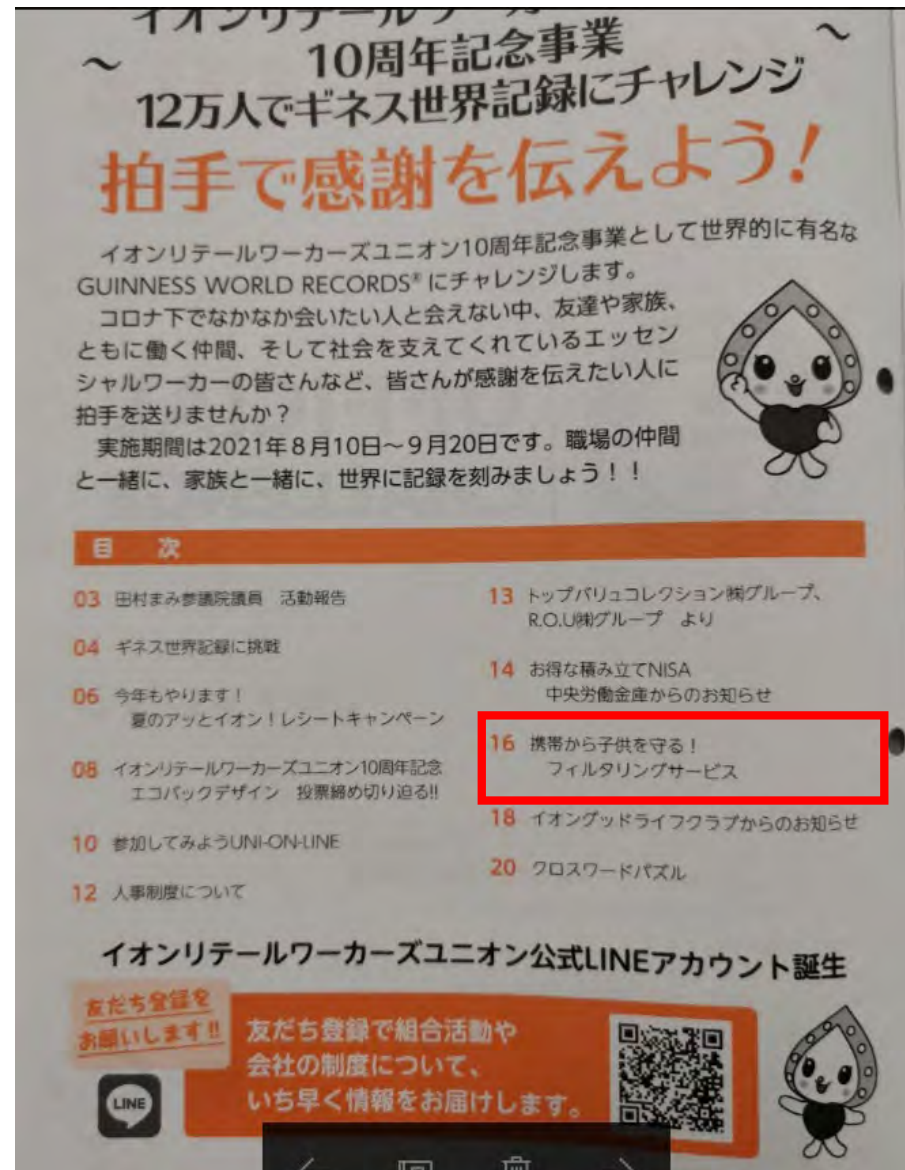 イオンリテールワーカー
～ 10周年記念事業 ～
12万人でギネス世界記録にチャレンジ
拍手で感謝を伝えよう！
イオンリテールワーカーズユニオン10周年記念事業として世界的に有名な
GUINNESS WORLD RECORDS® にチャレンジします。
コロナ下でなかなか会いたい人と会えない中、友達や家族、
ともに働く仲間、そして社会を支えてくれているエッセン
シャルワーカーの皆さんなど、皆さんが感謝を伝えたい人に
拍手を送りませんか？
実施期間は2021年8月10日～9月20日です。職場の仲間
と一緒に、家族と一緒に、世界に記録を刻みましょう！！
目 次
03 田村まみ参議院議員 活動報告
04 ギネス世界記録に挑戦
06 今年もやります！
夏のアッとイオン！レシートキャンペーン
08 イオンリテールワーカーズユニオン10周年記念
エコバックデザイン 投票締め切り迫る!!
10 参加してみようUNI-ON-LINE
12 人事制度について
13 トップバリュコレクション㈱グループ、
R.O.U㈱グループ より
14 お得な積み立てNISA
中央労働金庫からのお知らせ
16 携帯から子供を守る！
フィルタリングサービス
18 イオングッドライフクラブからのお知らせ
20 クロスワードパズル
イオンリテールワーカーズユニオン公式LINEアカウント誕生
友だち登録を
お願いします!!
友だち登録で組合活動や
会社の制度について、
いち早く情報をお届けします。
LINE